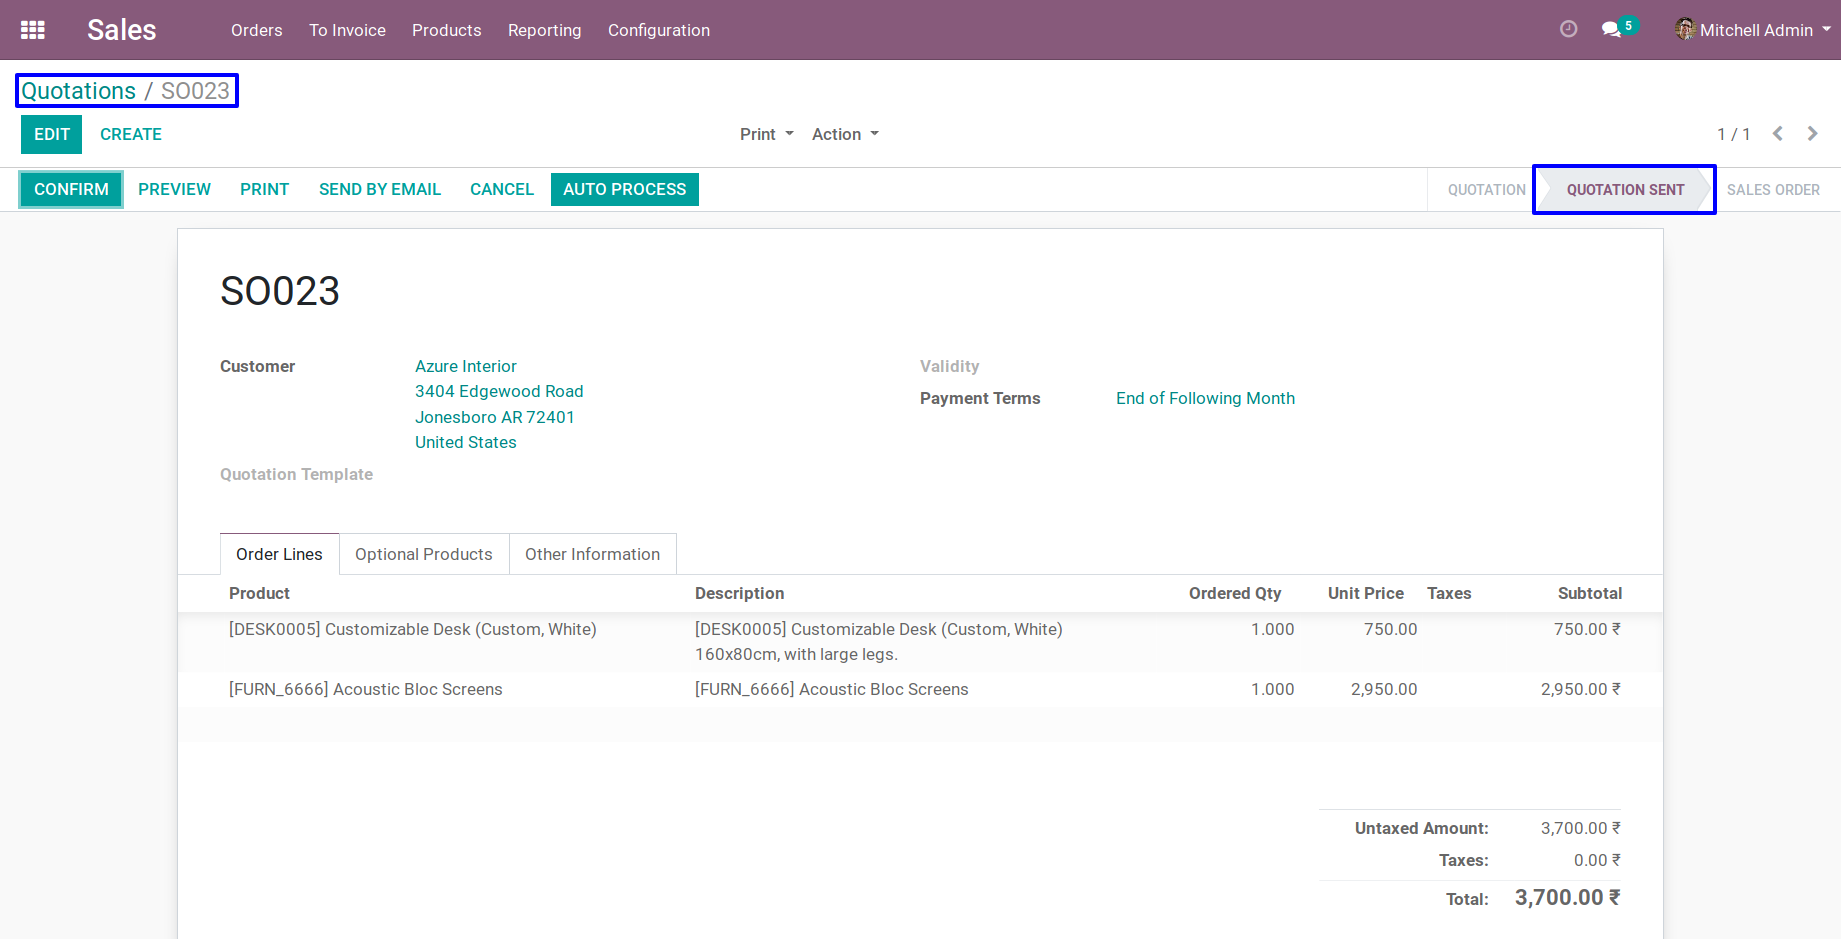 Sales Orders To Invoice Products Reporting Configuration 5 Mitchell Admin
Quotations / SO023
EDIT CREATE Print Action 1 / 1
CONFIRM PREVIEW PRINT SEND BY EMAIL CANCEL AUTO PROCESS QUOTATION QUOTATION SENT SALES ORDER
SO023
Customer Azure Interior Validity
3404 Edgewood Road
Payment Terms End of Following Month
Jonesboro AR 72401
United States
Quotation Template
Order Lines Optional Products Other Information
Product Description Ordered Qty Unit Price Taxes Subtotal
[DESK0005] Customizable Desk (Custom, White) [DESK0005] Customizable Desk (Custom, White) 1.000 750.00 750.00 ₹
160x80cm, with large legs.
[FURN_6666] Acoustic Bloc Screens [FURN_6666] Acoustic Bloc Screens 1.000 2,950.00 2,950.00 ₹
Untaxed Amount: 3,700.00 ₹
Taxes: 0.00 ₹
Total: 3,700.00 ₹